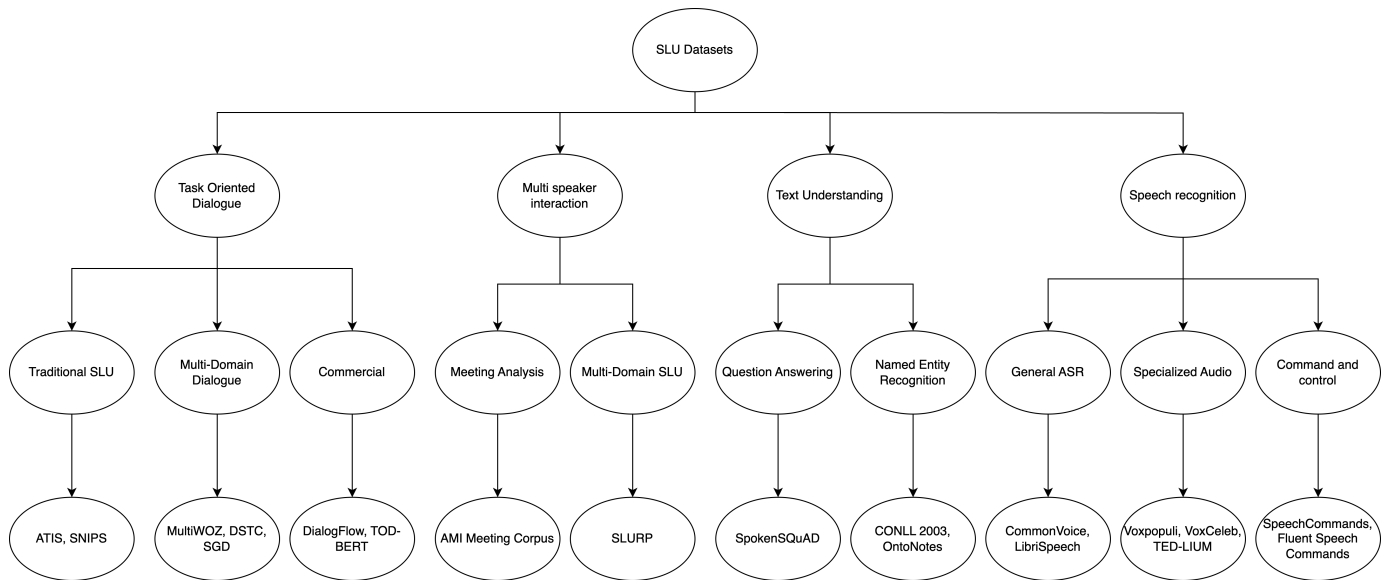 SLU Datasets
Task Oriented
Dialogue
Multi speaker
interaction
Text Understanding
Speech recognition
Traditional SLU
Multi-Domain
Dialogue
Commercial
Meeting Analysis
Multi-Domain SLU
Question Answering
Named Entity
Recognition
General ASR
Specialized Audio
Command and
control
ATIS, SNIPS
MultiWOZ, DSTC,
SGD
DialogFlow, TOD-
BERT
AMI Meeting Corpus
SLURP
SpokenSQuAD
CONLL 2003,
OntoNotes
CommonVoice,
LibriSpeech
Voxpopuli, VoxCeleb,
TED-LIUM
SpeechCommands,
Fluent Speech
Commands